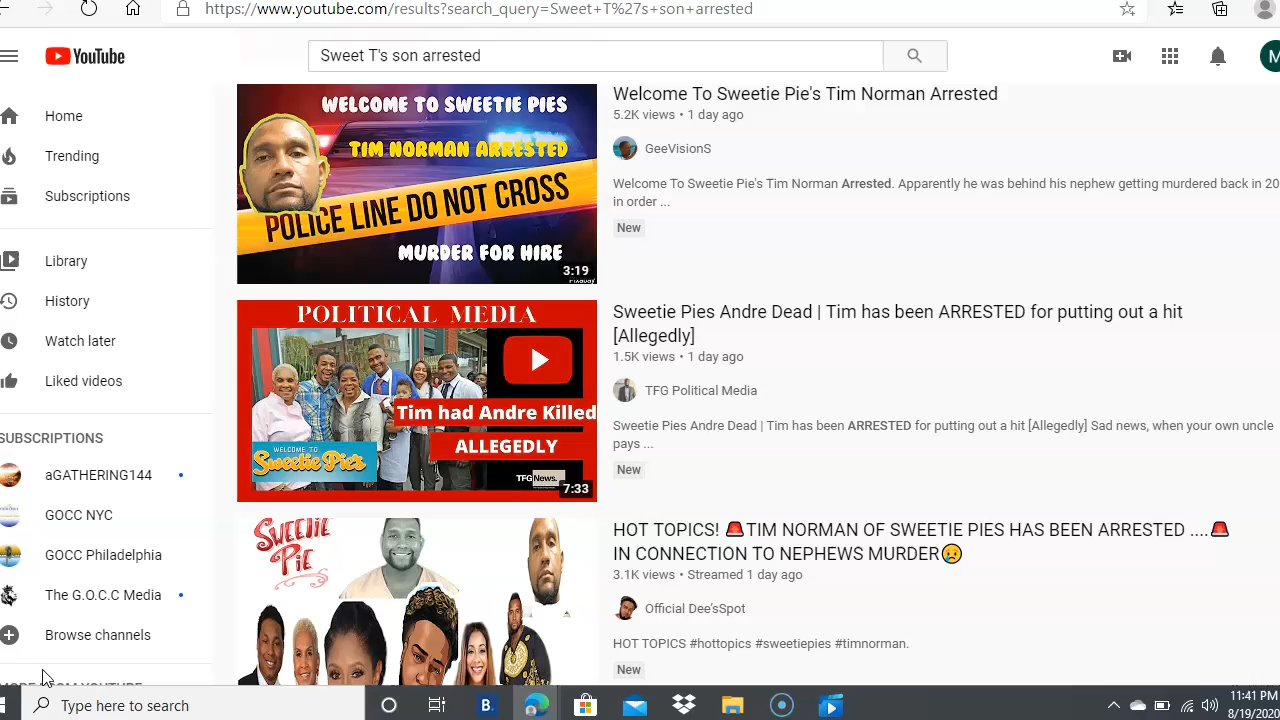 https://www.youtube.com/results?search_query=Sweet+T%27s+son+arrested
YouTube
Sweet T's son arrested
M
Home
Trending
Subscriptions
Library
History
Watch later
Liked videos
SUBSCRIPTIONS
aGATHERING144
GOCC NYC
GOCC Philadelphia
The G.O.C.C Media
Browse channels
WELCOME TO SWEETIE PIES
TIM NORMAN ARRESTED
POLICE LINE DO NOT CROSS
MURDER FOR HIRE
3:19
Welcome To Sweetie Pie's Tim Norman Arrested
5.2K views • 1 day ago
GeeVisionS
Welcome To Sweetie Pie's Tim Norman Arrested. Apparently he was behind his nephew getting murdered back in 20
in order ...
New
POLITICAL MEDIA
Tim had Andre Killed
ALLEGEDLY
WELCOME TO
Sweetie Pie's
TFG News.
7:33
Sweetie Pies Andre Dead | Tim has been ARRESTED for putting out a hit
[Allegedly]
1.5K views • 1 day ago
TFG Political Media
Sweetie Pies Andre Dead | Tim has been ARRESTED for putting out a hit [Allegedly] Sad news, when your own uncle
pays ...
New
SWEETIE
PIE
HOT TOPICS! 🚨TIM NORMAN OF SWEETIE PIES HAS BEEN ARRESTED ....🚨
IN CONNECTION TO NEPHEWS MURDER😥
3.1K views • Streamed 1 day ago
Official Dee'sSpot
HOT TOPICS #hottopics #sweetiepies #timnorman.
New
Type here to search
B.
11:41 PM
8/19/2020